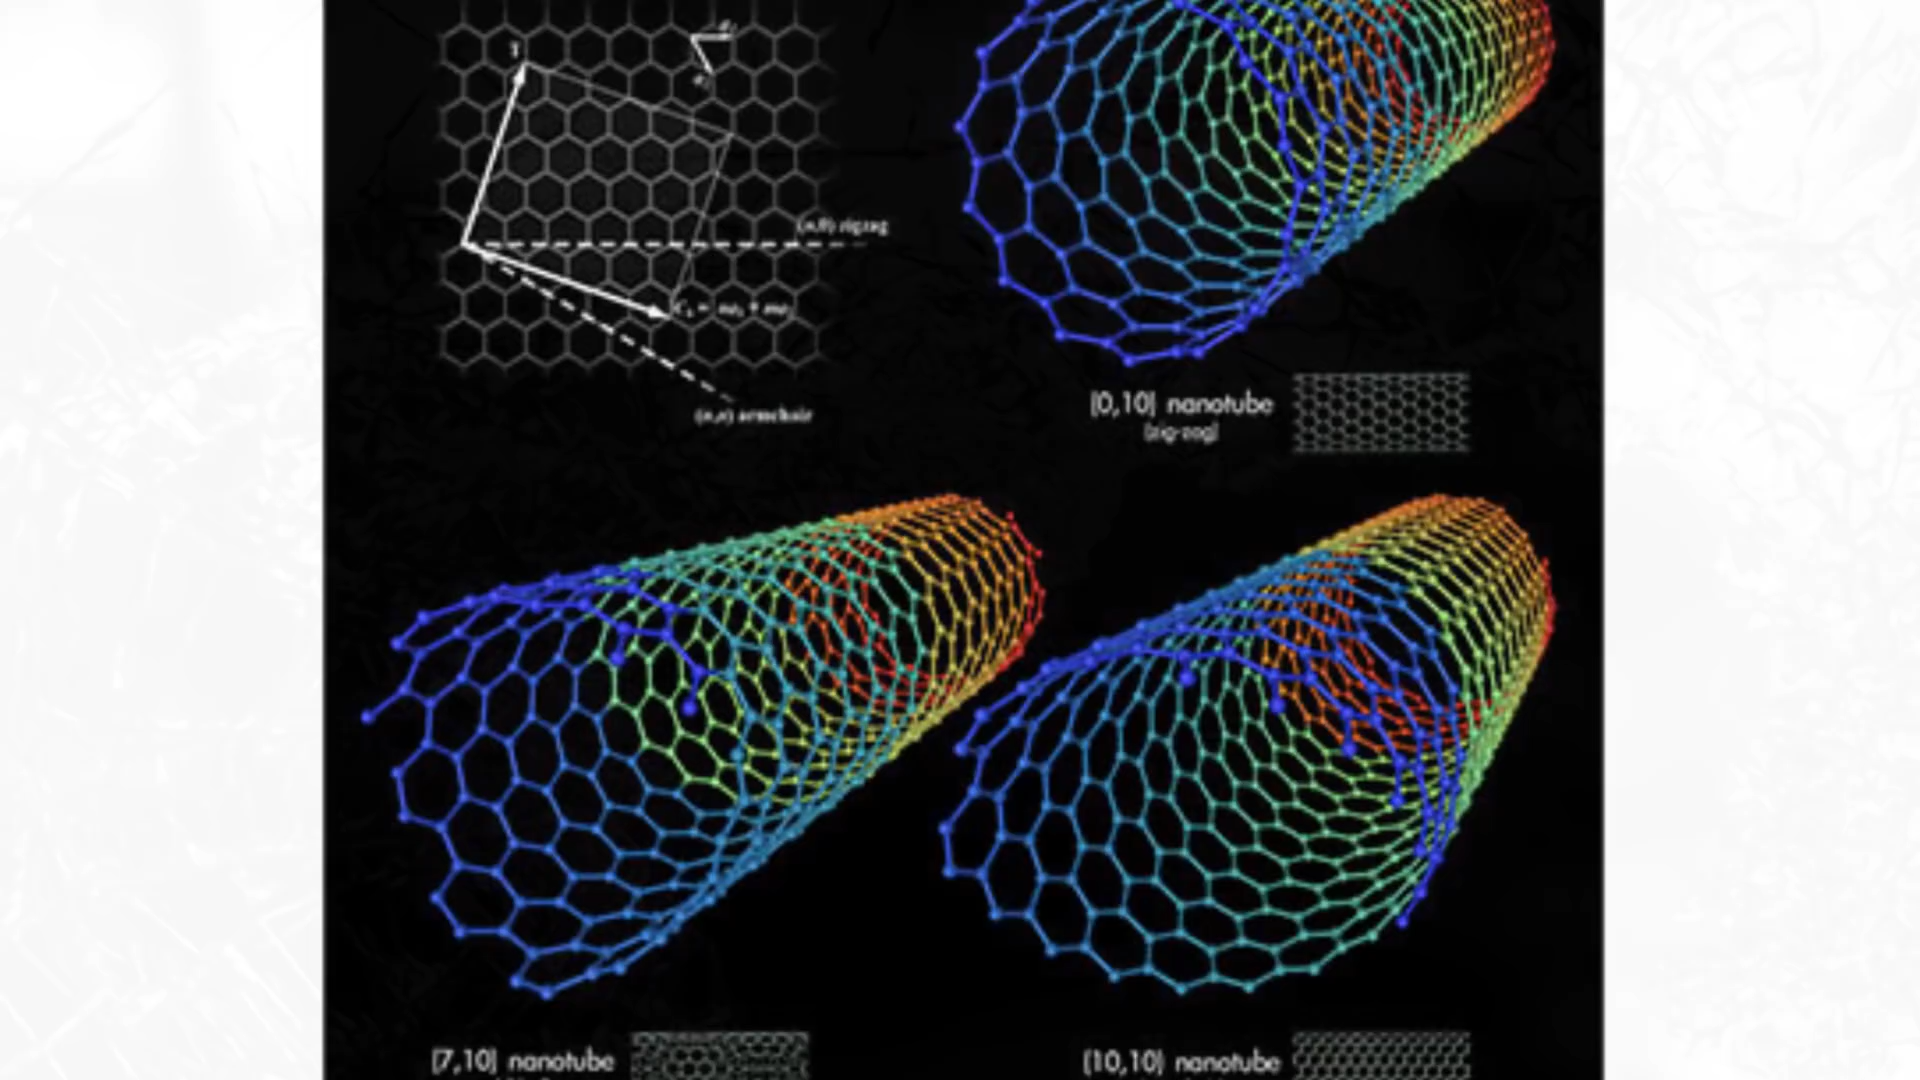 T
(n,0) zigzag
(n,n) armchair
(0,10) nanotube
(zig-zag)
(7,10) nanotube
(10,10) nanotube